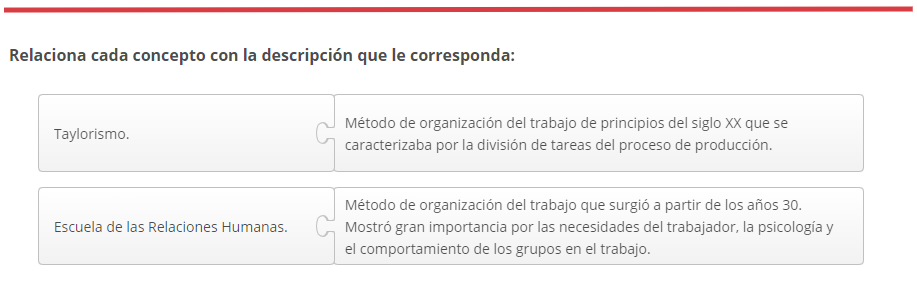 Relaciona cada concepto con la descripción que le corresponda:
Taylorismo.
Método de organización del trabajo de principios del siglo XX que se
caracterizaba por la división de tareas del proceso de producción.
Escuela de las Relaciones Humanas.
Método de organización del trabajo que surgió a partir de los años 30.
Mostró gran importancia por las necesidades del trabajador, la psicología y
el comportamiento de los grupos en el trabajo.